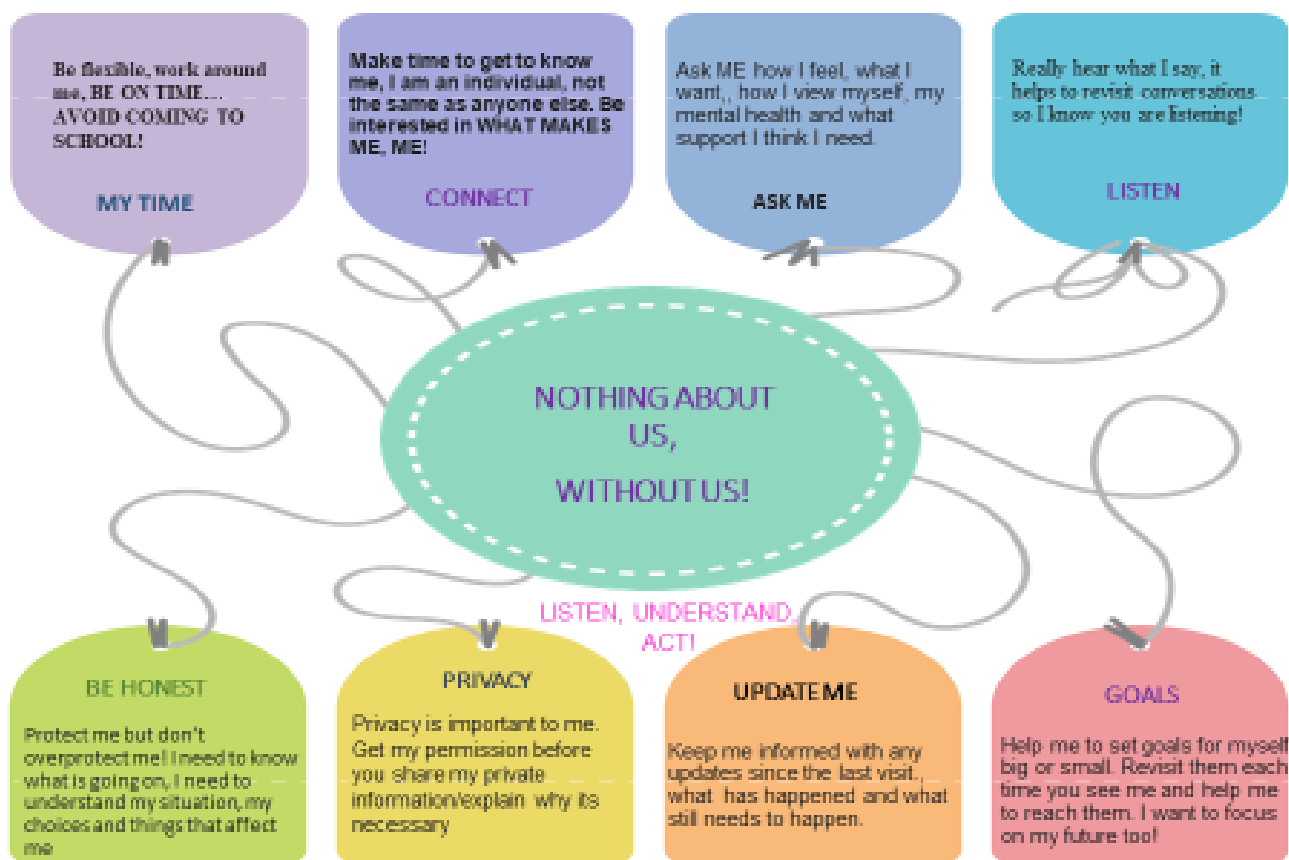 Be flexible, work around
me, BE ON TIME...
AVOID COMING TO
SCHOOL!
MY TIME
Make time to get to know
me, I am an individual, not
the same as anyone else. Be
interested in WHAT MAKES
ME, ME!
CONNECT
Ask ME how I feel, what I
want,, how I view myself, my
mental health and what
support I think I need.
ASK ME
Really hear what I say, it
helps to revisit conversations
so I know you are listening!
LISTEN
NOTHING ABOUT
US,
WITHOUT US!
LISTEN, UNDERSTAND,
ACT!
BE HONEST
Protect me but don't
overprotect me! I need to know
what is going on, I need to
understand my situation, my
choices and things that affect
me
PRIVACY
Privacy is important to me.
Get my permission before
you share my private
information/explain why its
necessary
UPDATE ME
Keep me informed with any
updates since the last visit.,
what has happened and what
still needs to happen.
GOALS
Help me to set goals for myself
big or small. Revisit them each
time you see me and help me
to reach them. I want to focus
on my future too!